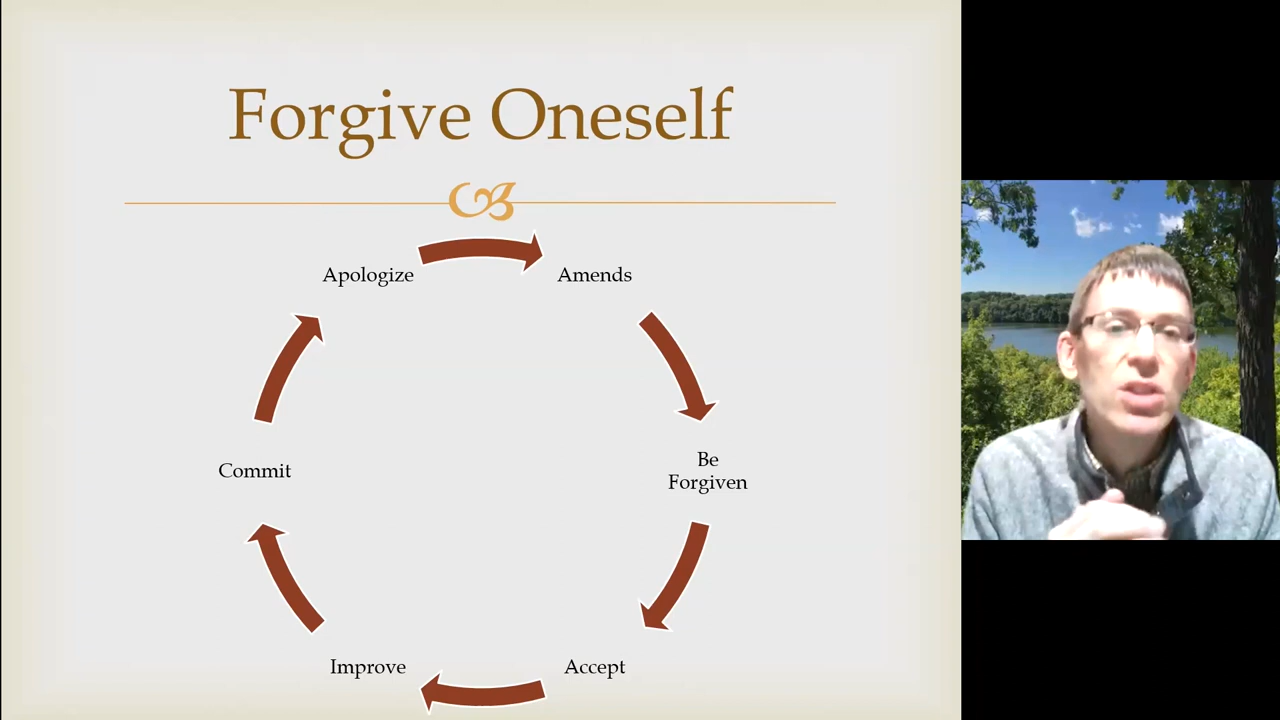 Forgive Oneself
Apologize
Amends
Be
Forgiven
Accept
Improve
Commit